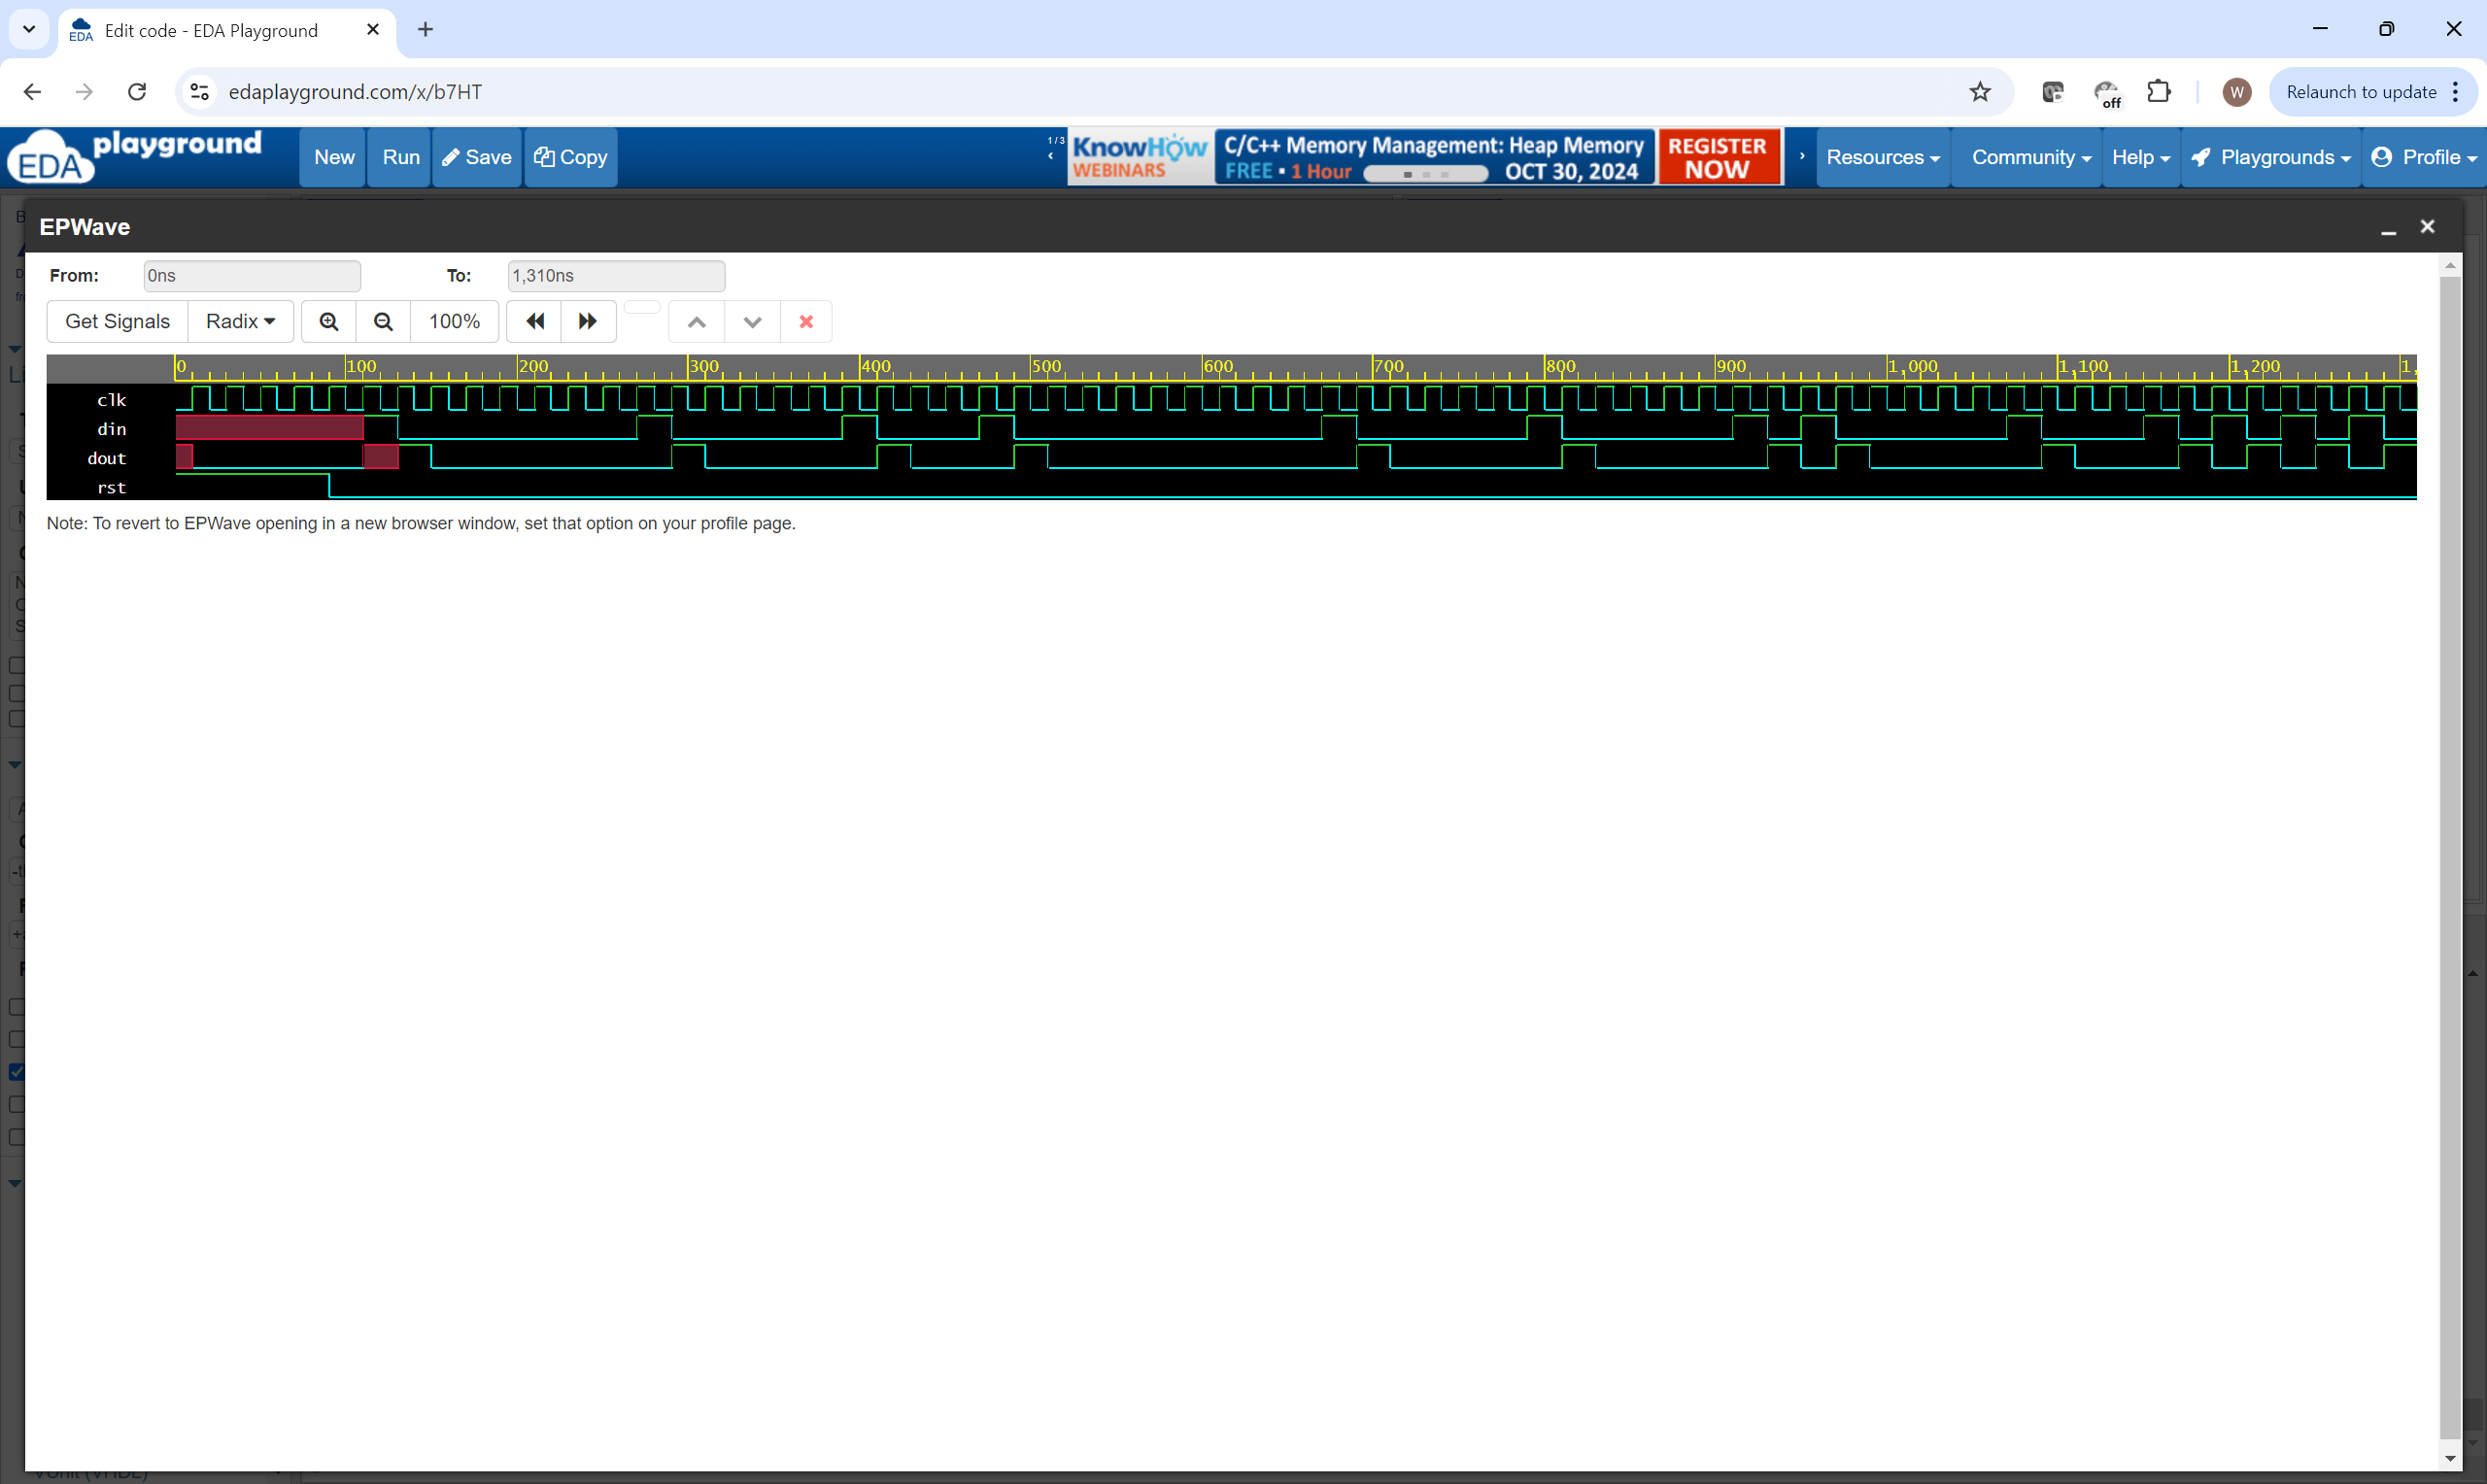 Edit code - EDA Playground
edaplayground.com/x/b7HT
off
W
Relaunch to update
EDA playground
New
Run
Save
Copy
1/3
KnowHow WEBINARS
C/C++ Memory Management: Heap Memory
FREE • 1 Hour
OCT 30, 2024
REGISTER NOW
Resources
Community
Help
Playgrounds
Profile
EPWave
From:
0ns
To:
1,310ns
Get Signals
Radix
100%
0 100 200 300 400 500 600 700 800 900 1,000 1,100 1,200
clk
din
dout
rst
Note: To revert to EPWave opening in a new browser window, set that option on your profile page.